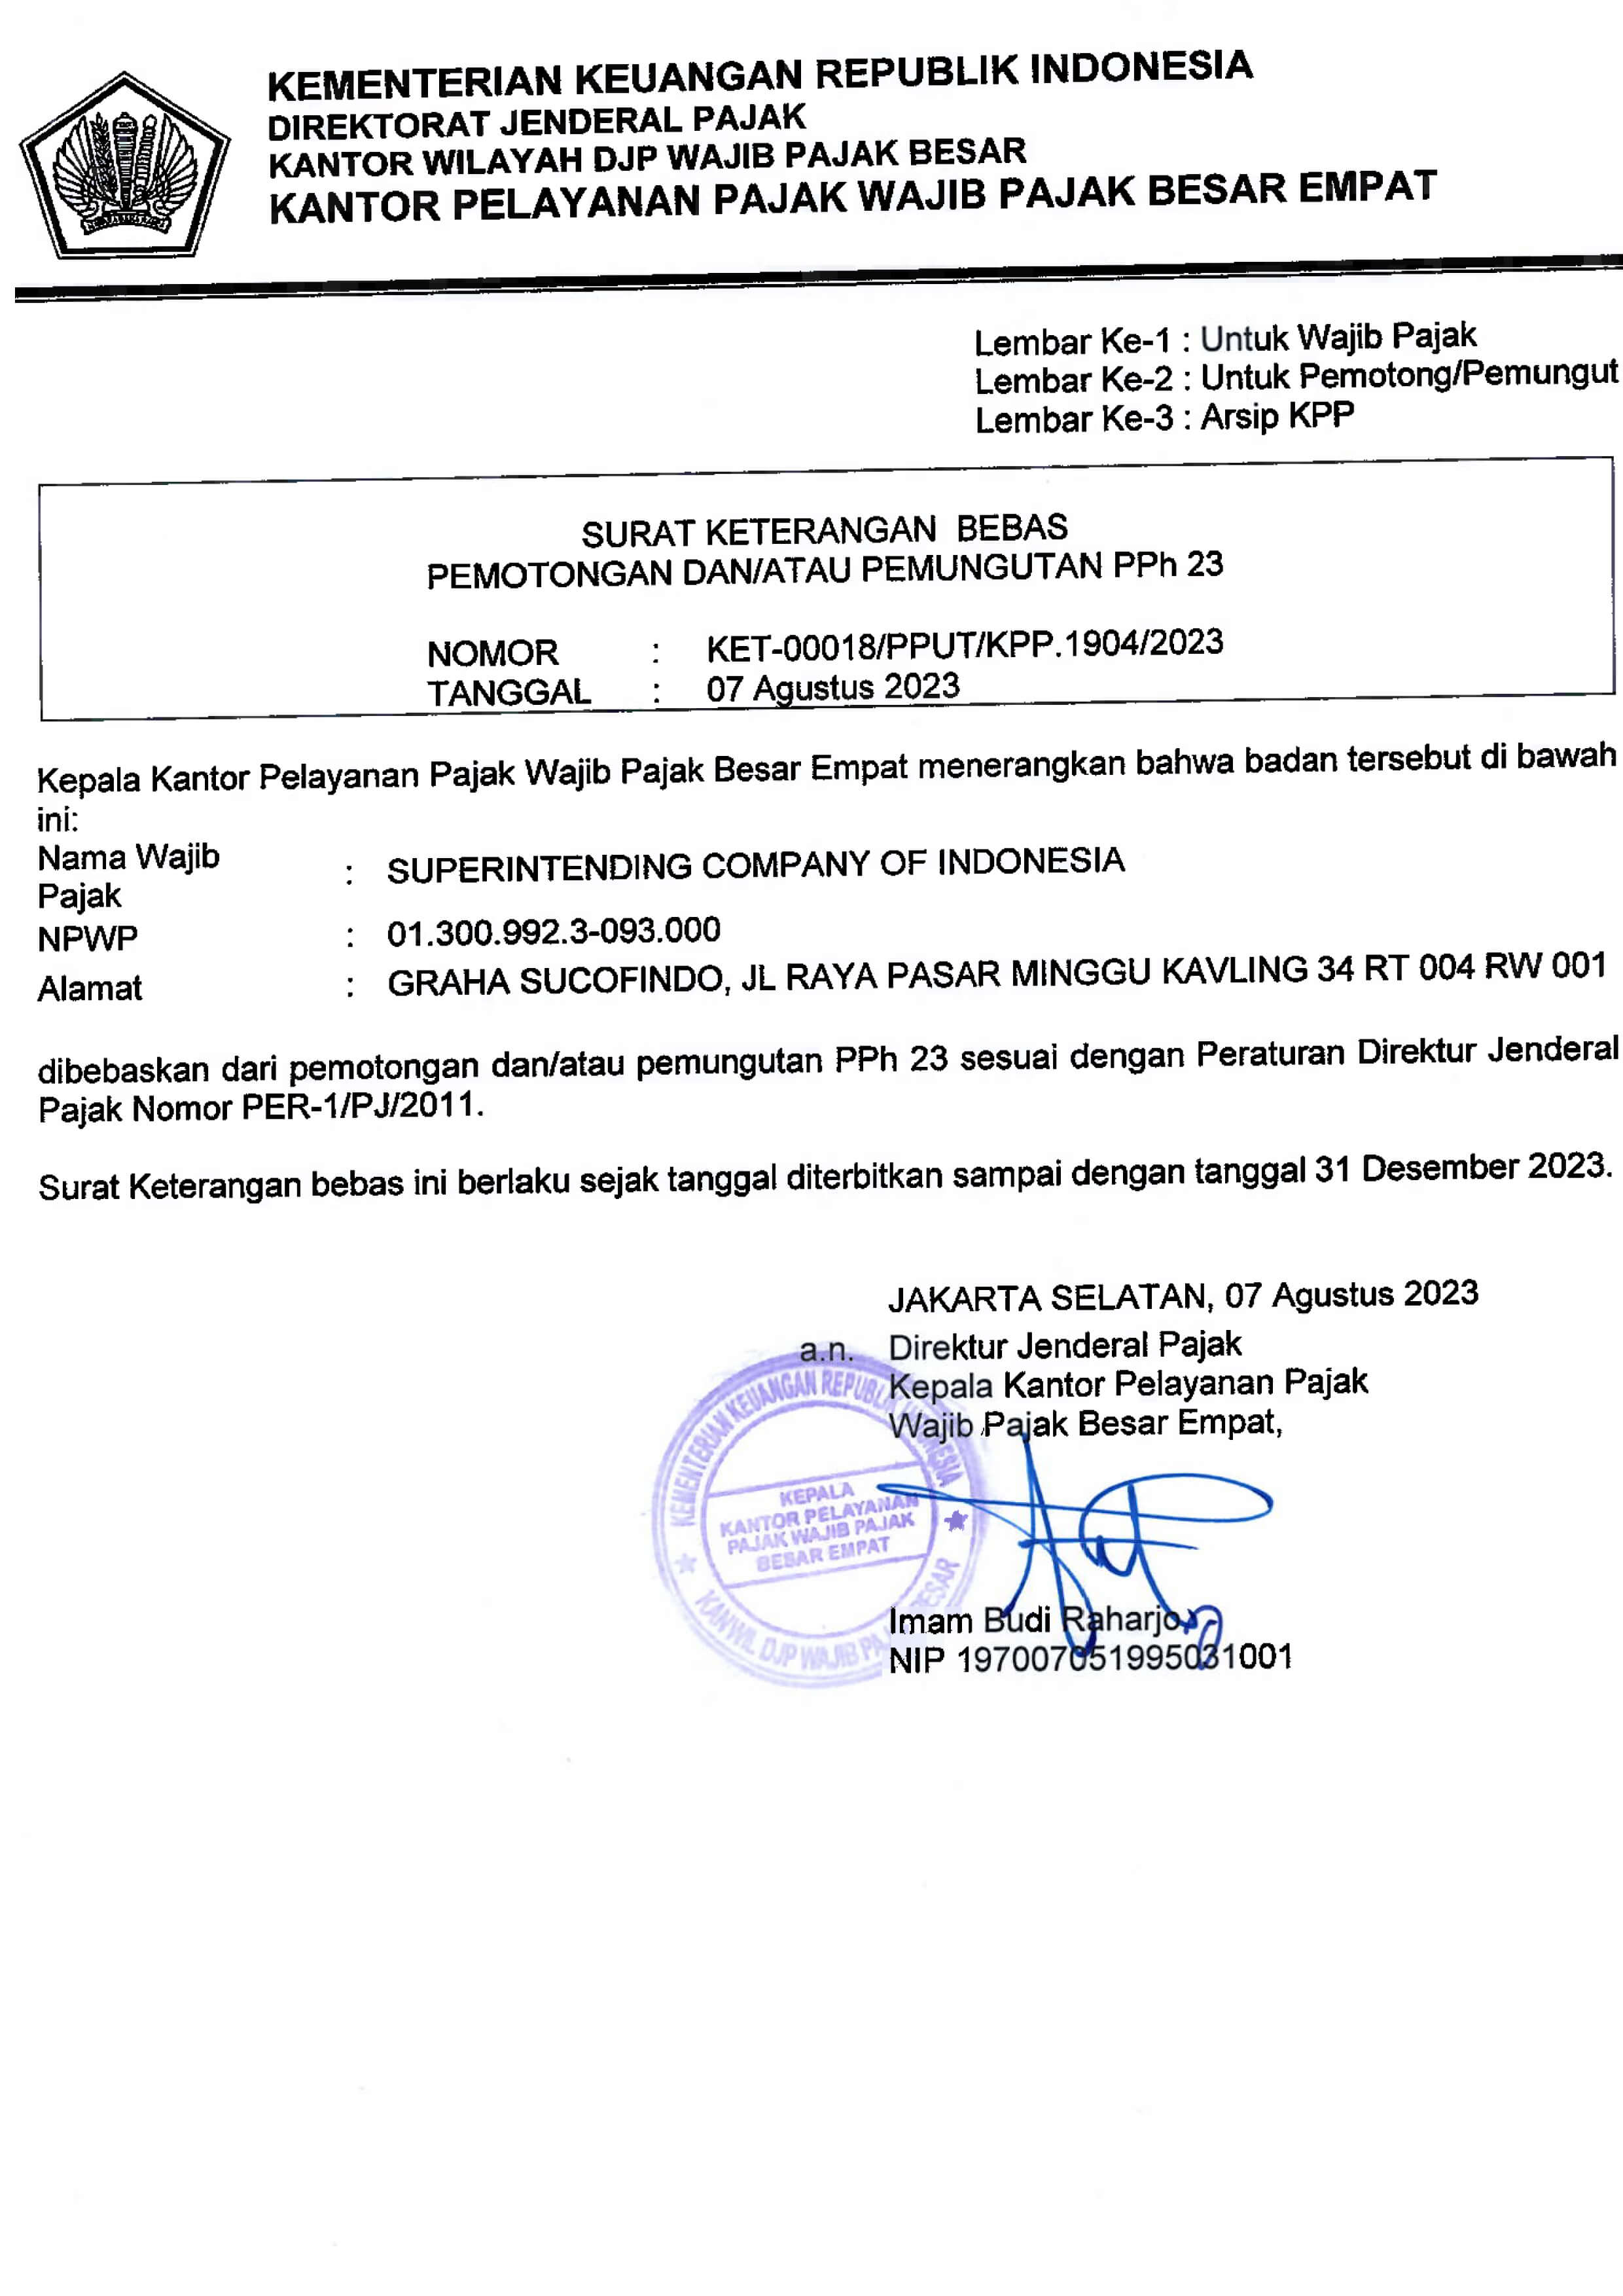 KEMENTERIAN KEUANGAN REPUBLIK INDONESIA
DIREKTORAT JENDERAL PAJAK
KANTOR WILAYAH DJP WAJIB PAJAK BESAR
KANTOR PELAYANAN PAJAK WAJIB PAJAK BESAR EMPAT
Lembar Ke-1 : Untuk Wajib Pajak
Lembar Ke-2 : Untuk Pemotong/Pemungut
Lembar Ke-3 : Arsip KPP
SURAT KETERANGAN BEBAS
PEMOTONGAN DAN/ATAU PEMUNGUTAN PPh 23
NOMOR : KET-00018/PPUT/KPP.1904/2023
TANGGAL : 07 Agustus 2023
Kepala Kantor Pelayanan Pajak Wajib Pajak Besar Empat menerangkan bahwa badan tersebut di bawah
ini:
Nama Wajib
Pajak : SUPERINTENDING COMPANY OF INDONESIA
NPWP : 01.300.992.3-093.000
Alamat : GRAHA SUCOFINDO, JL RAYA PASAR MINGGU KAVLING 34 RT 004 RW 001
dibebaskan dari pemotongan dan/atau pemungutan PPh 23 sesuai dengan Peraturan Direktur Jenderal
Pajak Nomor PER-1/PJ/2011.
Surat Keterangan bebas ini berlaku sejak tanggal diterbitkan sampai dengan tanggal 31 Desember 2023.
JAKARTA SELATAN, 07 Agustus 2023
a.n. Direktur Jenderal Pajak
Kepala Kantor Pelayanan Pajak
Wajib Pajak Besar Empat,
KEMENTERIAN KEUANGAN REPUBLIK INDONESIA
KEPALA
KANTOR PELAYANAN
PAJAK WAJIB PAJAK
BESAR EMPAT
KANWIL DJP WAJIB PAJAK BESAR
Imam Budi Raharjo
NIP 197007051995031001